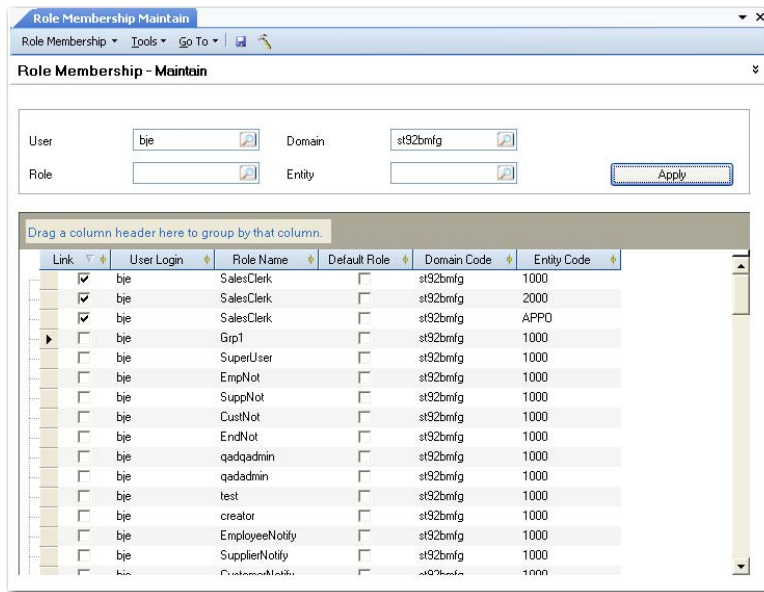 Role Membership Maintain
Role Membership Tools Go To
Role Membership - Maintain
User bje Domain st92bmfg
Role Entity Apply
Drag a column header here to group by that column.
Link User Login Role Name Default Role Domain Code Entity Code
bje SalesClerk st92bmfg 1000
bje SalesClerk st92bmfg 2000
bje SalesClerk st92bmfg APPO
bje Grp1 st92bmfg 1000
bje SuperUser st92bmfg 1000
bje EmpNot st92bmfg 1000
bje SuppNot st92bmfg 1000
bje CustNot st92bmfg 1000
bje EndNot st92bmfg 1000
bje qadqadmin st92bmfg 1000
bje qadadmin st92bmfg 1000
bje test st92bmfg 1000
bje creator st92bmfg 1000
bje EmployeeNotify st92bmfg 1000
bje SupplierNotify st92bmfg 1000
bje CustomerNotify st92bmfg 1000